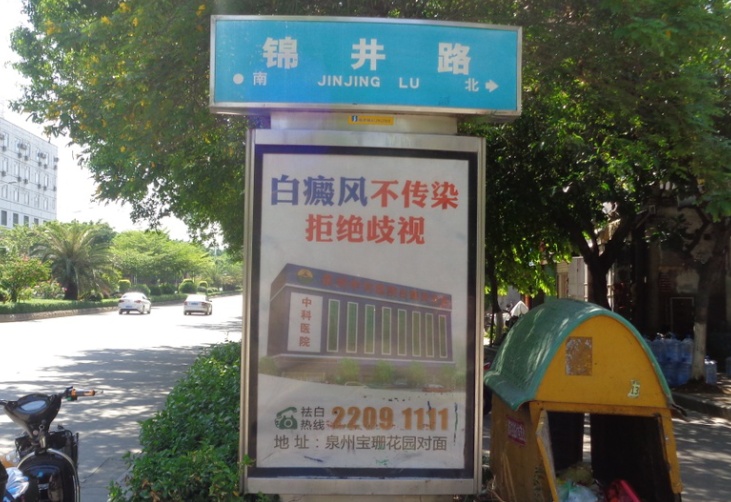 锦井路
南 JINJING LU 北
白癜风不传染
拒绝歧视
中科医院
祛白热线 2209 1111
地址：泉州宝珊花园对面